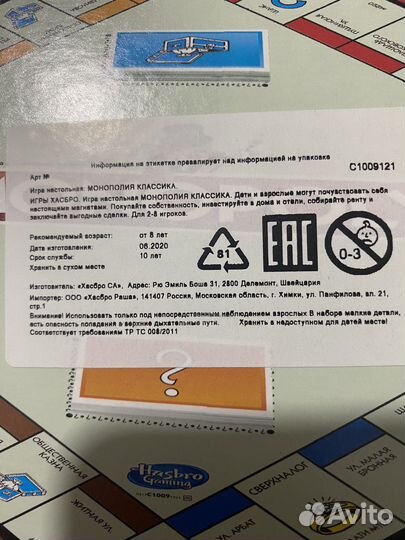 Информация на этикетке превалирует над информацией на упаковке
Арт № C1009121
Игра настольная: МОНОПОЛИЯ КЛАССИКА.
ИГРЫ ХАСБРО. Игра настольная МОНОПОЛИЯ КЛАССИКА. Дети и взрослые могут почувствовать себя
настоящими магнатами. Покупайте собственность, инвестируйте в дома и отели, собирайте ренту и
заключайте выгодные сделки. Для 2-8 игроков.
Рекомендуемый возраст: от 8 лет
Дата изготовления: 06.2020
Срок службы: 10 лет
Хранить в сухом месте
81
ЕАС
0-3
Изготовитель: «Хасбро СА», Адрес: Рю Эмиль Боша 31, 2800 Делемонт, Швейцария
Импортер: ООО «Хасбро Раша», 141407 Россия, Московская область, г. Химки, ул. Панфилова, вл. 21,
стр.1
Внимание! Использовать только под непосредственным наблюдением взрослых В наборе мелкие детали,
есть опасность попадания в верхние дыхательные пути. Хранить в недоступном для детей месте!
Соответствует требованиям ТР ТС 008/2011
?
ОБЩЕСТВЕННАЯ
КАЗНА
ЖИТНАЯ УЛ.
Hasbro
Gaming
C1009
СВЕРХНАЛОГ
УЛ. МАЛАЯ
БРОННАЯ
УЛ. АРБАТ
Avito